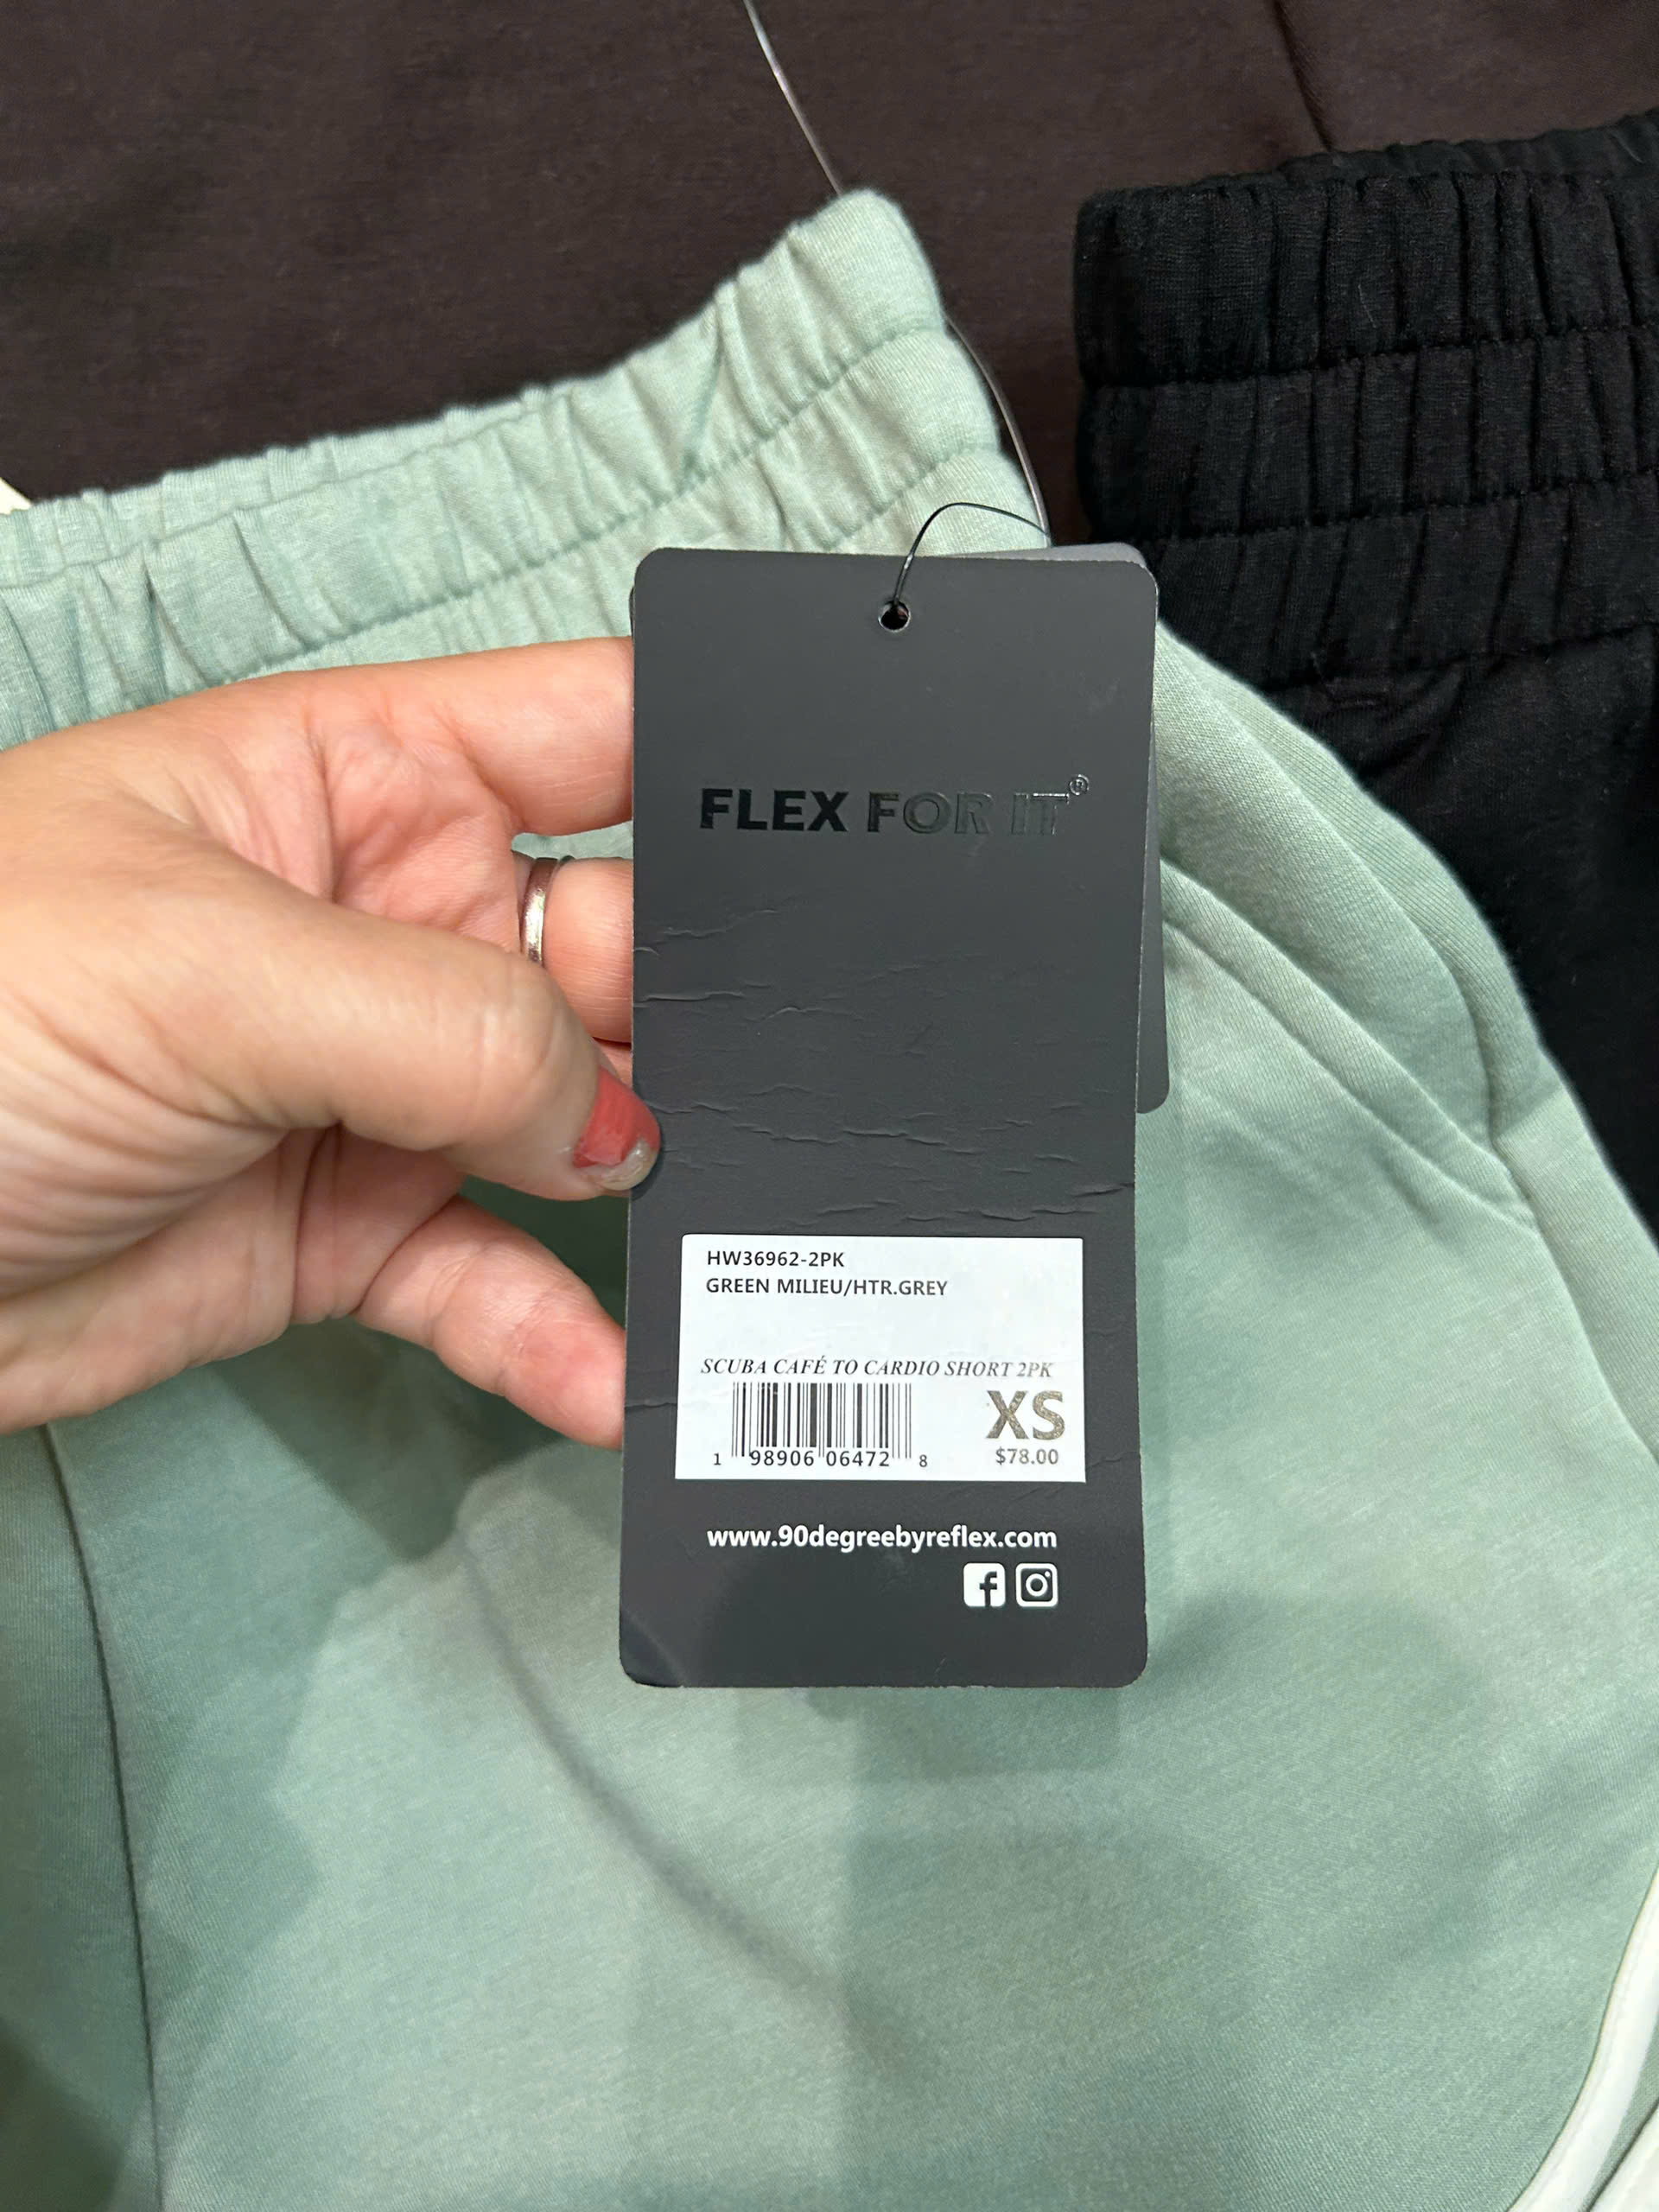 FLEX FOR IT®
HW36962-2PK
GREEN MILIEU/HTR.GREY
SCUBA CAFÉ TO CARDIO SHORT 2PK
XS
1 98906 06472 8
$78.00
www.90degreebyreflex.com